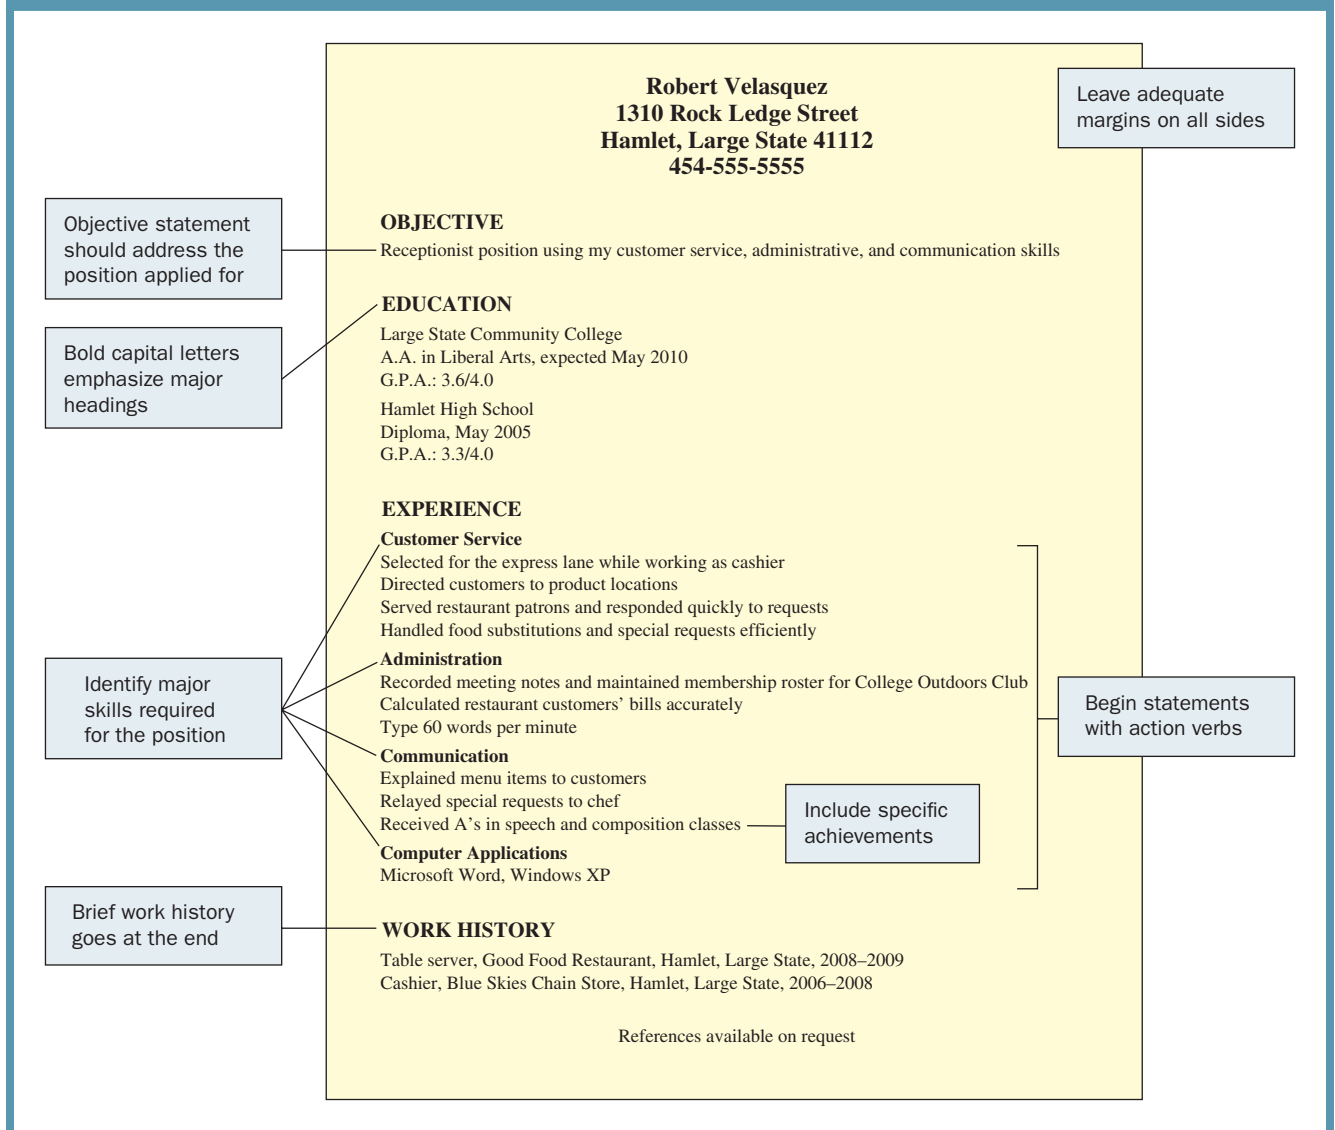 Robert Velasquez
1310 Rock Ledge Street
Hamlet, Large State 41112
454-555-5555
Leave adequate
margins on all sides
Objective statement
should address the
position applied for
OBJECTIVE
Receptionist position using my customer service, administrative, and communication skills
Bold capital letters
emphasize major
headings
EDUCATION
Large State Community College
A.A. in Liberal Arts, expected May 2010
G.P.A.: 3.6/4.0
Hamlet High School
Diploma, May 2005
G.P.A.: 3.3/4.0
EXPERIENCE
Customer Service
Selected for the express lane while working as cashier
Directed customers to product locations
Served restaurant patrons and responded quickly to requests
Handled food substitutions and special requests efficiently
Identify major
skills required
for the position
Administration
Recorded meeting notes and maintained membership roster for College Outdoors Club
Calculated restaurant customers’ bills accurately
Type 60 words per minute
Begin statements
with action verbs
Communication
Explained menu items to customers
Relayed special requests to chef
Received A’s in speech and composition classes
Include specific
achievements
Computer Applications
Microsoft Word, Windows XP
Brief work history
goes at the end
WORK HISTORY
Table server, Good Food Restaurant, Hamlet, Large State, 2008–2009
Cashier, Blue Skies Chain Store, Hamlet, Large State, 2006–2008
References available on request